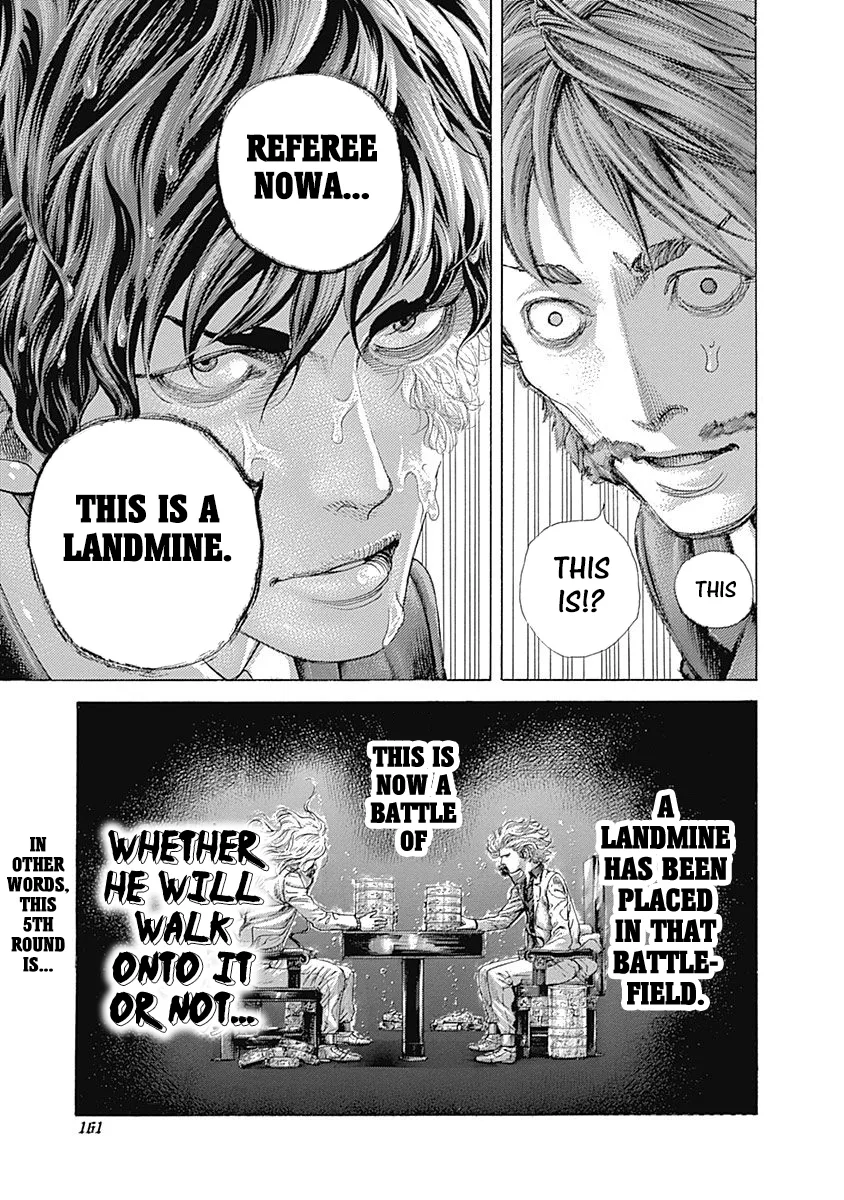 THIS
THIS
IS!?
REFEREE
NOWA...
THIS IS A
LANDMINE.
A
LANDMINE
HAS BEEN
PLACED
IN THAT
BATTLE-
FIELD.
THIS IS
NOW A
BATTLE
OF
WHETHER
HE WILL
WALK
ONTO IT
OR NOT...
IN
OTHER
WORDS,
THIS
5TH
ROUND
IS...
161